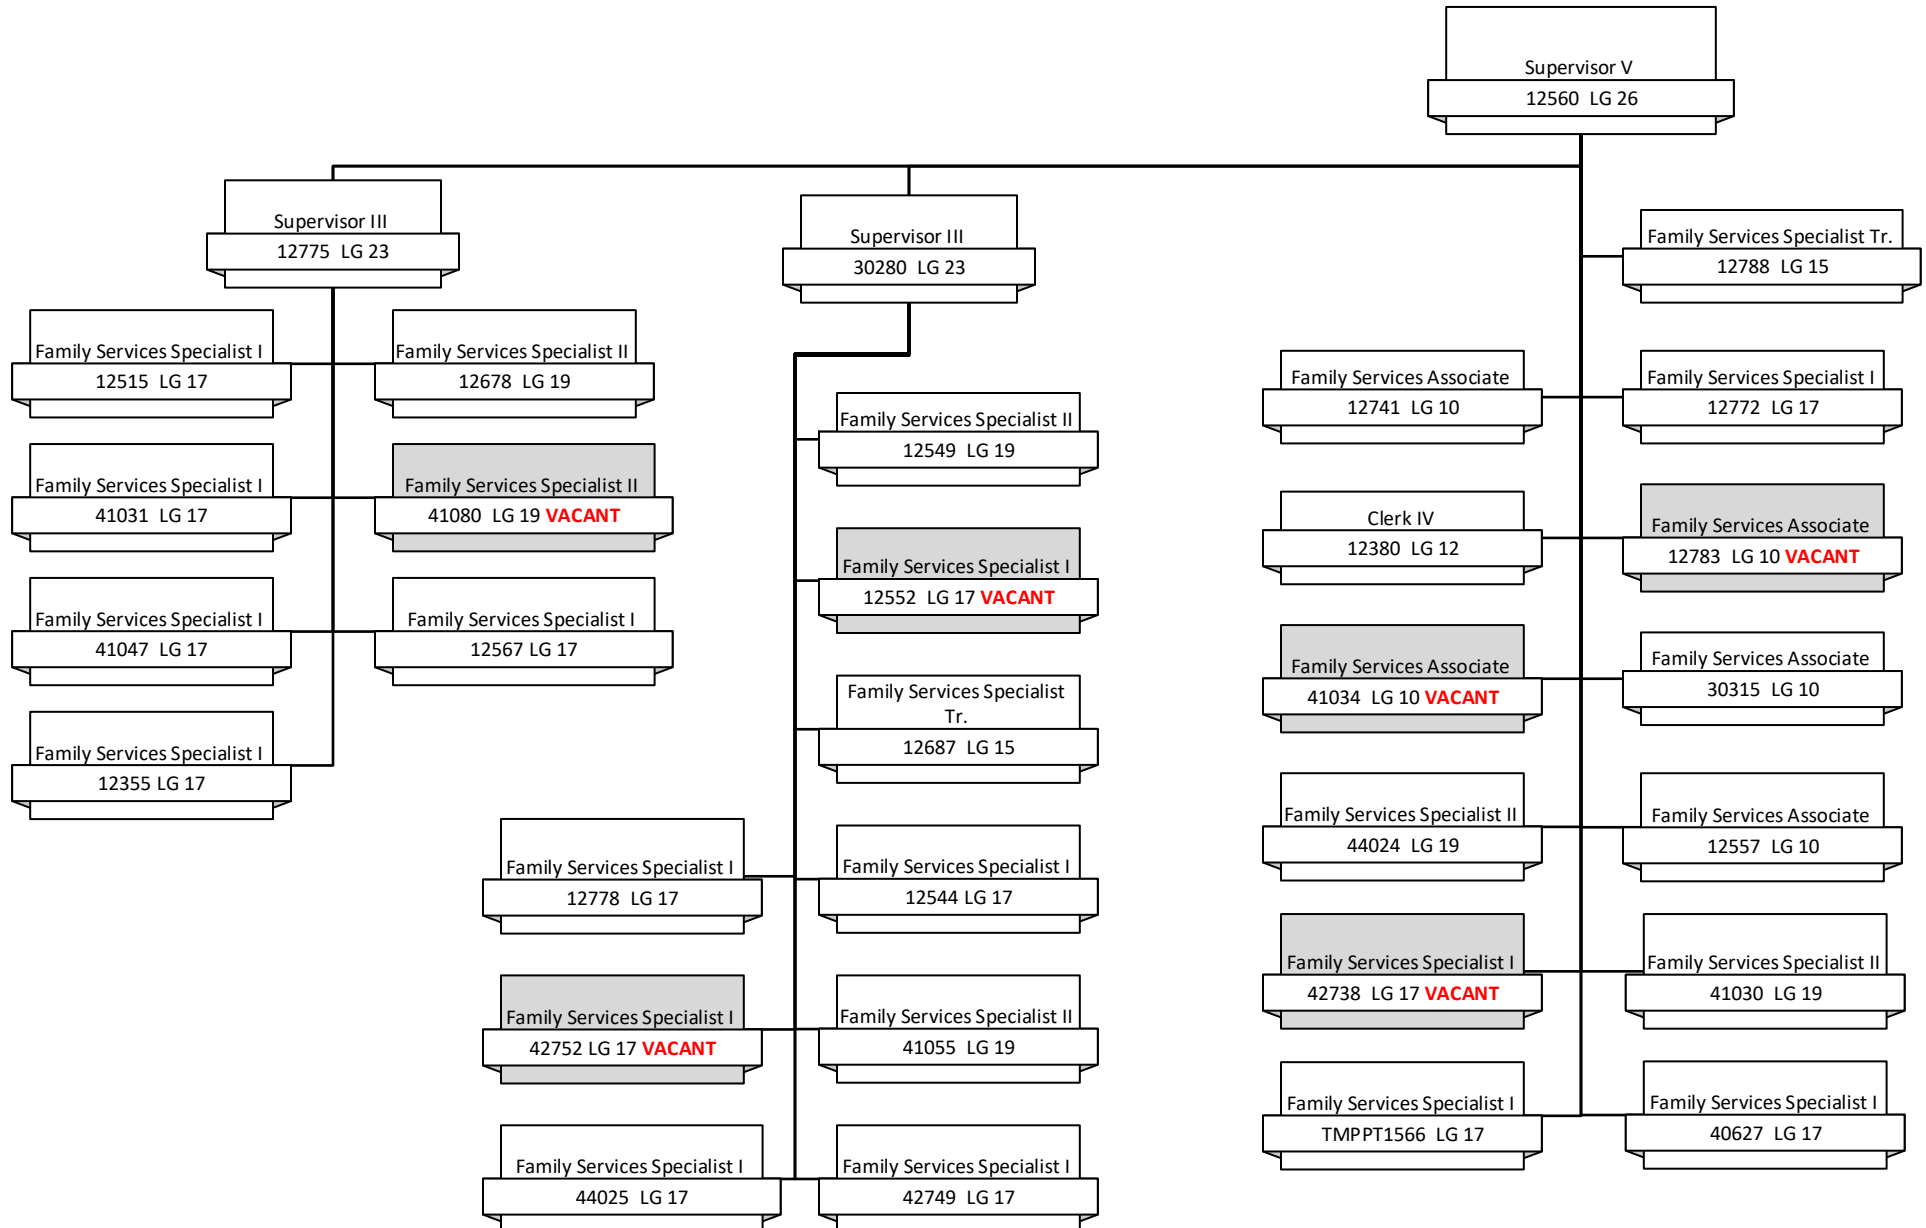 Supervisor V
12560 LG 26
Supervisor III
12775 LG 23
Supervisor III
30280 LG 23
Family Services Specialist Tr.
12788 LG 15
Family Services Specialist I
12515 LG 17
Family Services Specialist II
12678 LG 19
Family Services Specialist I
41031 LG 17
Family Services Specialist II
41080 LG 19 VACANT
Family Services Specialist I
41047 LG 17
Family Services Specialist I
12567 LG 17
Family Services Specialist I
12355 LG 17
Family Services Specialist II
12549 LG 19
Family Services Specialist I
12552 LG 17 VACANT
Family Services Specialist
Tr.
12687 LG 15
Family Services Specialist I
12778 LG 17
Family Services Specialist I
12544 LG 17
Family Services Specialist I
42752 LG 17 VACANT
Family Services Specialist II
41055 LG 19
Family Services Specialist I
44025 LG 17
Family Services Specialist I
42749 LG 17
Family Services Associate
12741 LG 10
Family Services Specialist I
12772 LG 17
Clerk IV
12380 LG 12
Family Services Associate
12783 LG 10 VACANT
Family Services Associate
41034 LG 10 VACANT
Family Services Associate
30315 LG 10
Family Services Specialist II
44024 LG 19
Family Services Associate
12557 LG 10
Family Services Specialist I
42738 LG 17 VACANT
Family Services Specialist II
41030 LG 19
Family Services Specialist I
TMPPT1566 LG 17
Family Services Specialist I
40627 LG 17